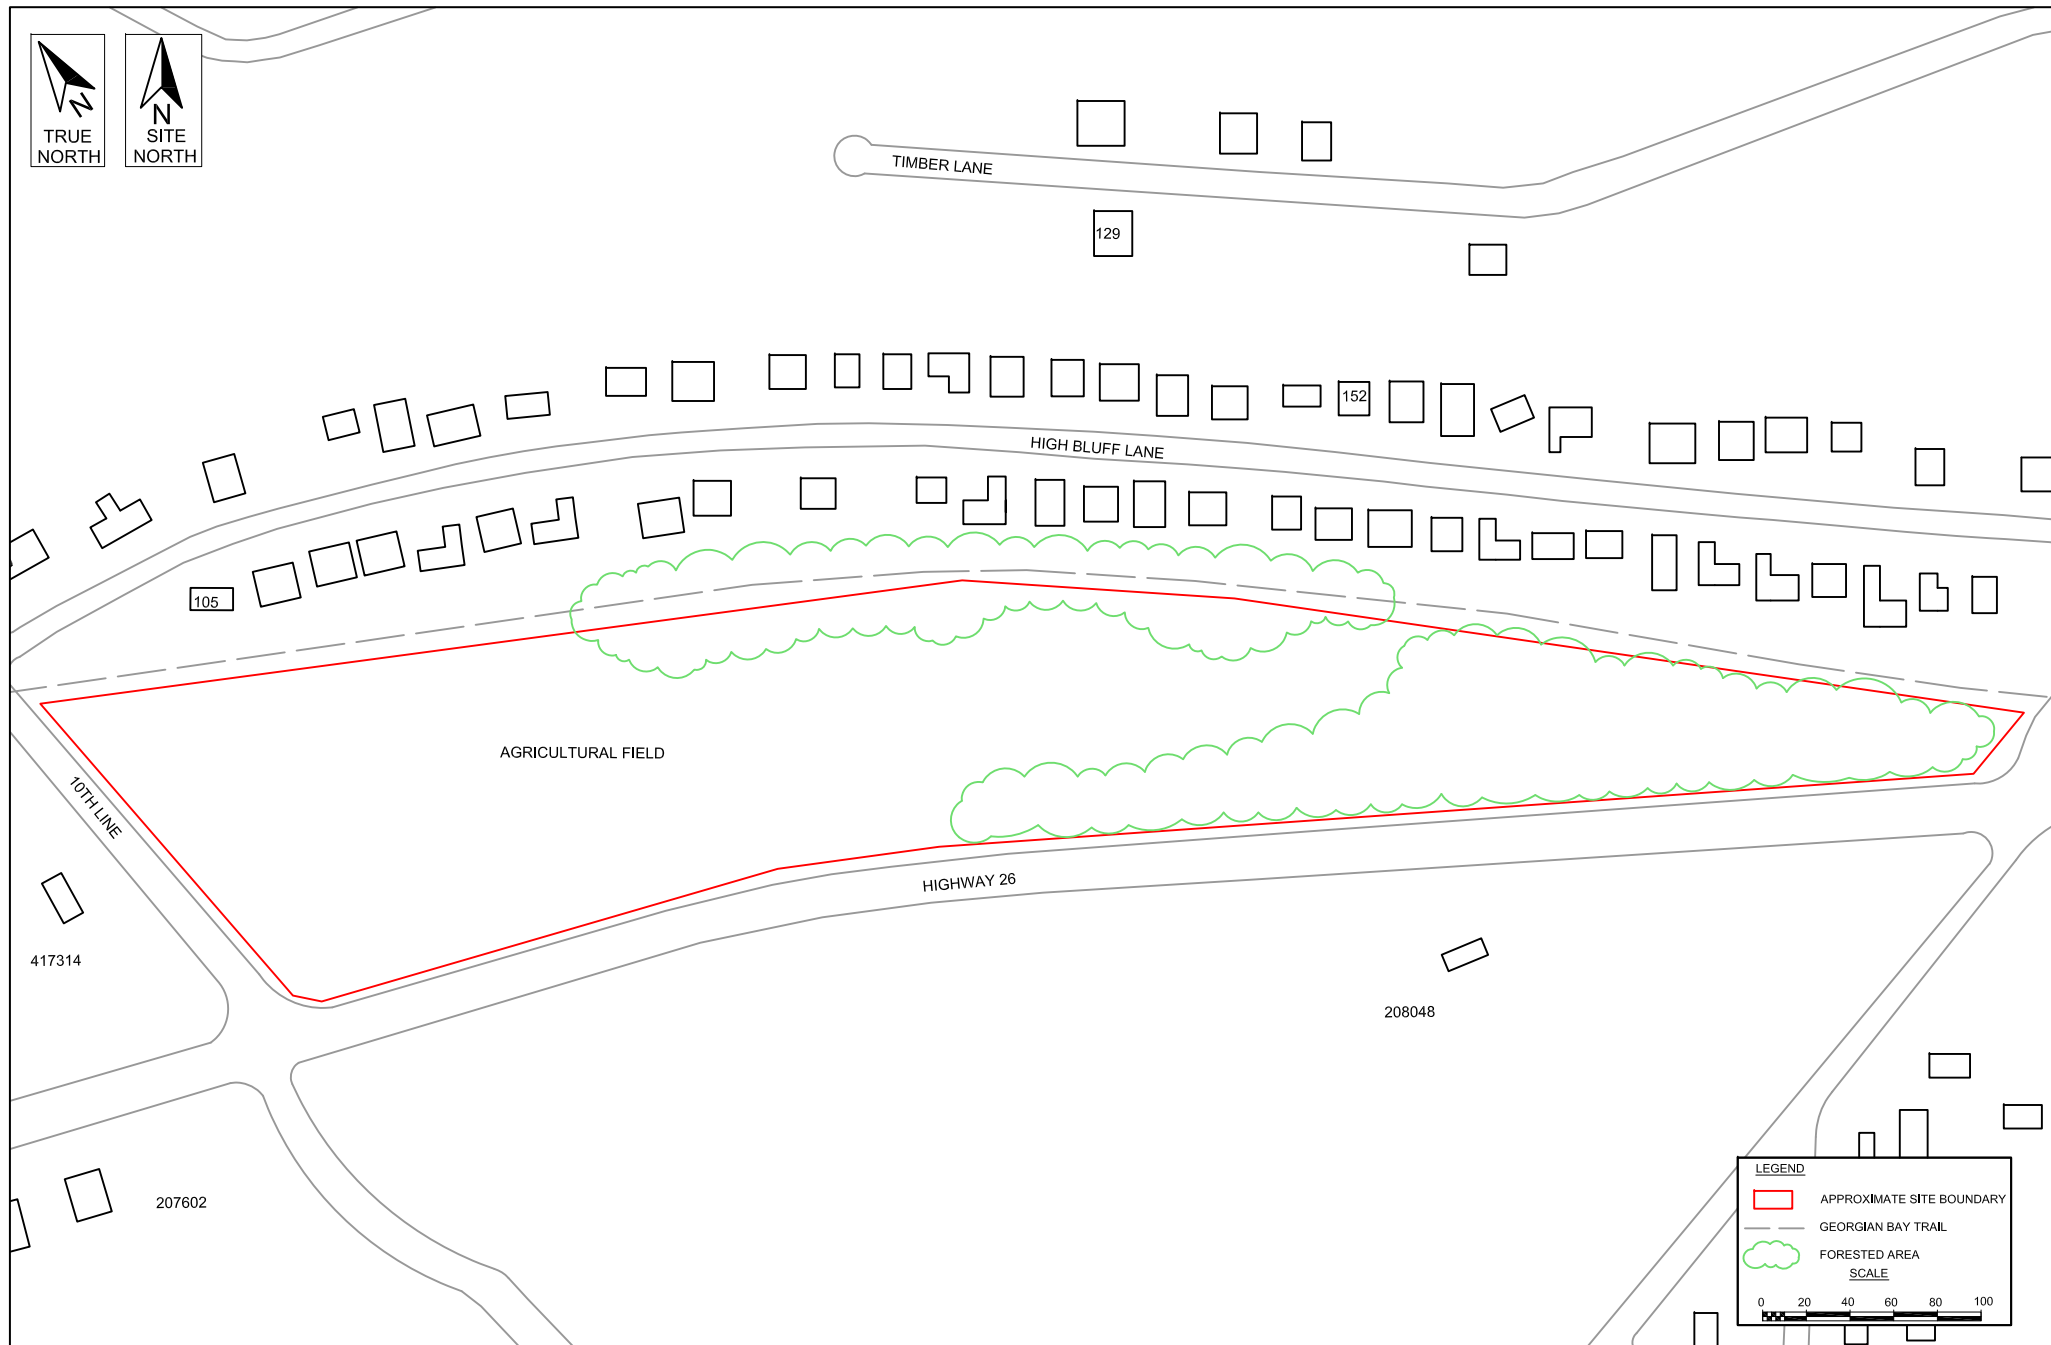 N
TRUE
NORTH
N
SITE
NORTH
TIMBER LANE
129
152
HIGH BLUFF LANE
105
AGRICULTURAL FIELD
10TH LINE
HIGHWAY 26
417314
208048
207602
LEGEND
APPROXIMATE SITE BOUNDARY
GEORGIAN BAY TRAIL
FORESTED AREA
SCALE
0 20 40 60 80 100